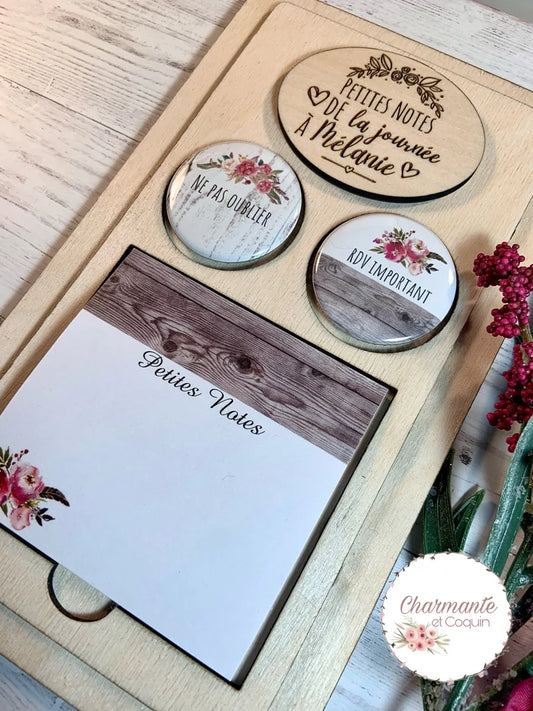 Petites notes
de la journée
à Mélanie
Ne pas oublier
RDV important
Petites Notes
Charmante
et Coquin